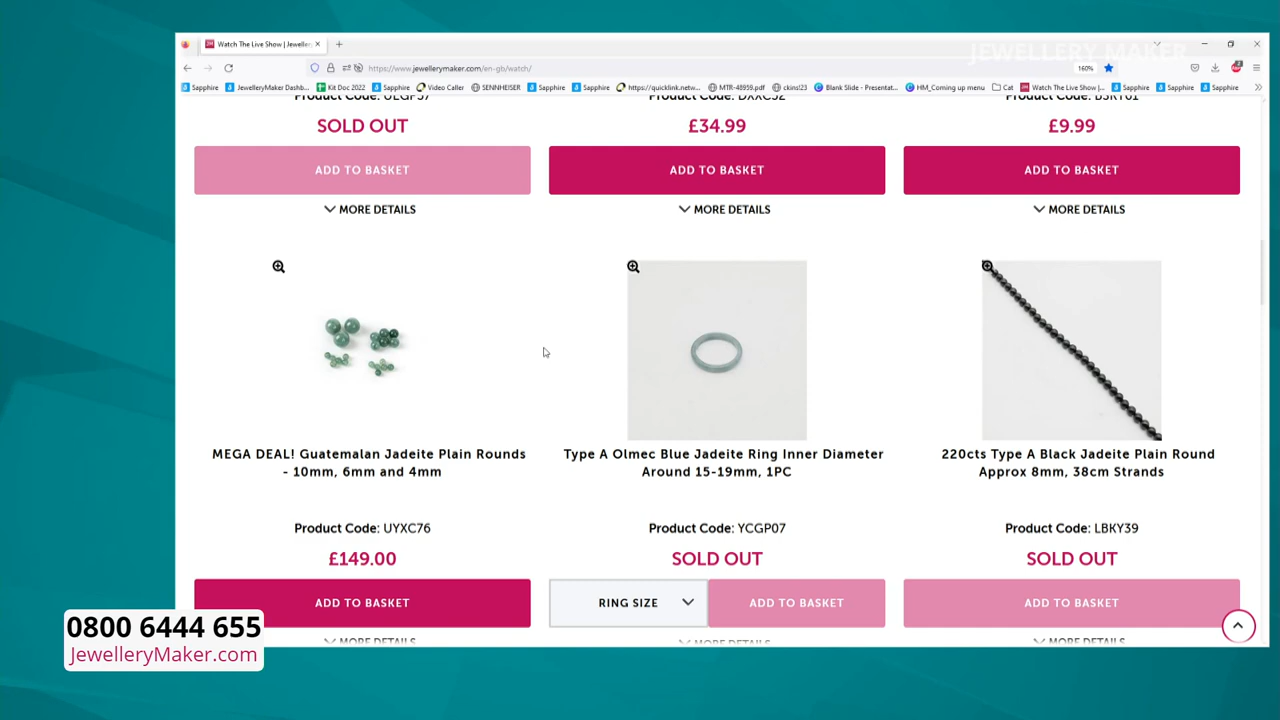 JEWELLERY MAKER
Watch The Live Show | Jeweller
https://www.jewellerymaker.com/en-gb/watch/
160%
Sapphire
JewelleryMaker Dashb...
Kit Doc 2022
Sapphire
Video Caller
SENNHEISER
Sapphire
Sapphire
https://quicklink.netw...
MTR-48959.pdf
ckins!23
Blank Slide - Presentat...
HM_Coming up menu
Cat
Watch The Live Show |...
Sapphire
Sapphire
Sapphire
Product Code:
Product Code:
Product Code:
SOLD OUT
£34.99
£9.99
ADD TO BASKET
ADD TO BASKET
ADD TO BASKET
MORE DETAILS
MORE DETAILS
MORE DETAILS
MEGA DEAL! Guatemalan Jadeite Plain Rounds
- 10mm, 6mm and 4mm
Type A Olmec Blue Jadeite Ring Inner Diameter
Around 15-19mm, 1PC
220cts Type A Black Jadeite Plain Round
Approx 8mm, 38cm Strands
Product Code: UYXC76
Product Code: YCGP07
Product Code: LBKY39
£149.00
SOLD OUT
SOLD OUT
ADD TO BASKET
RING SIZE
ADD TO BASKET
ADD TO BASKET
MORE DETAILS
MORE DETAILS
MORE DETAILS
0800 6444 655
JewelleryMaker.com